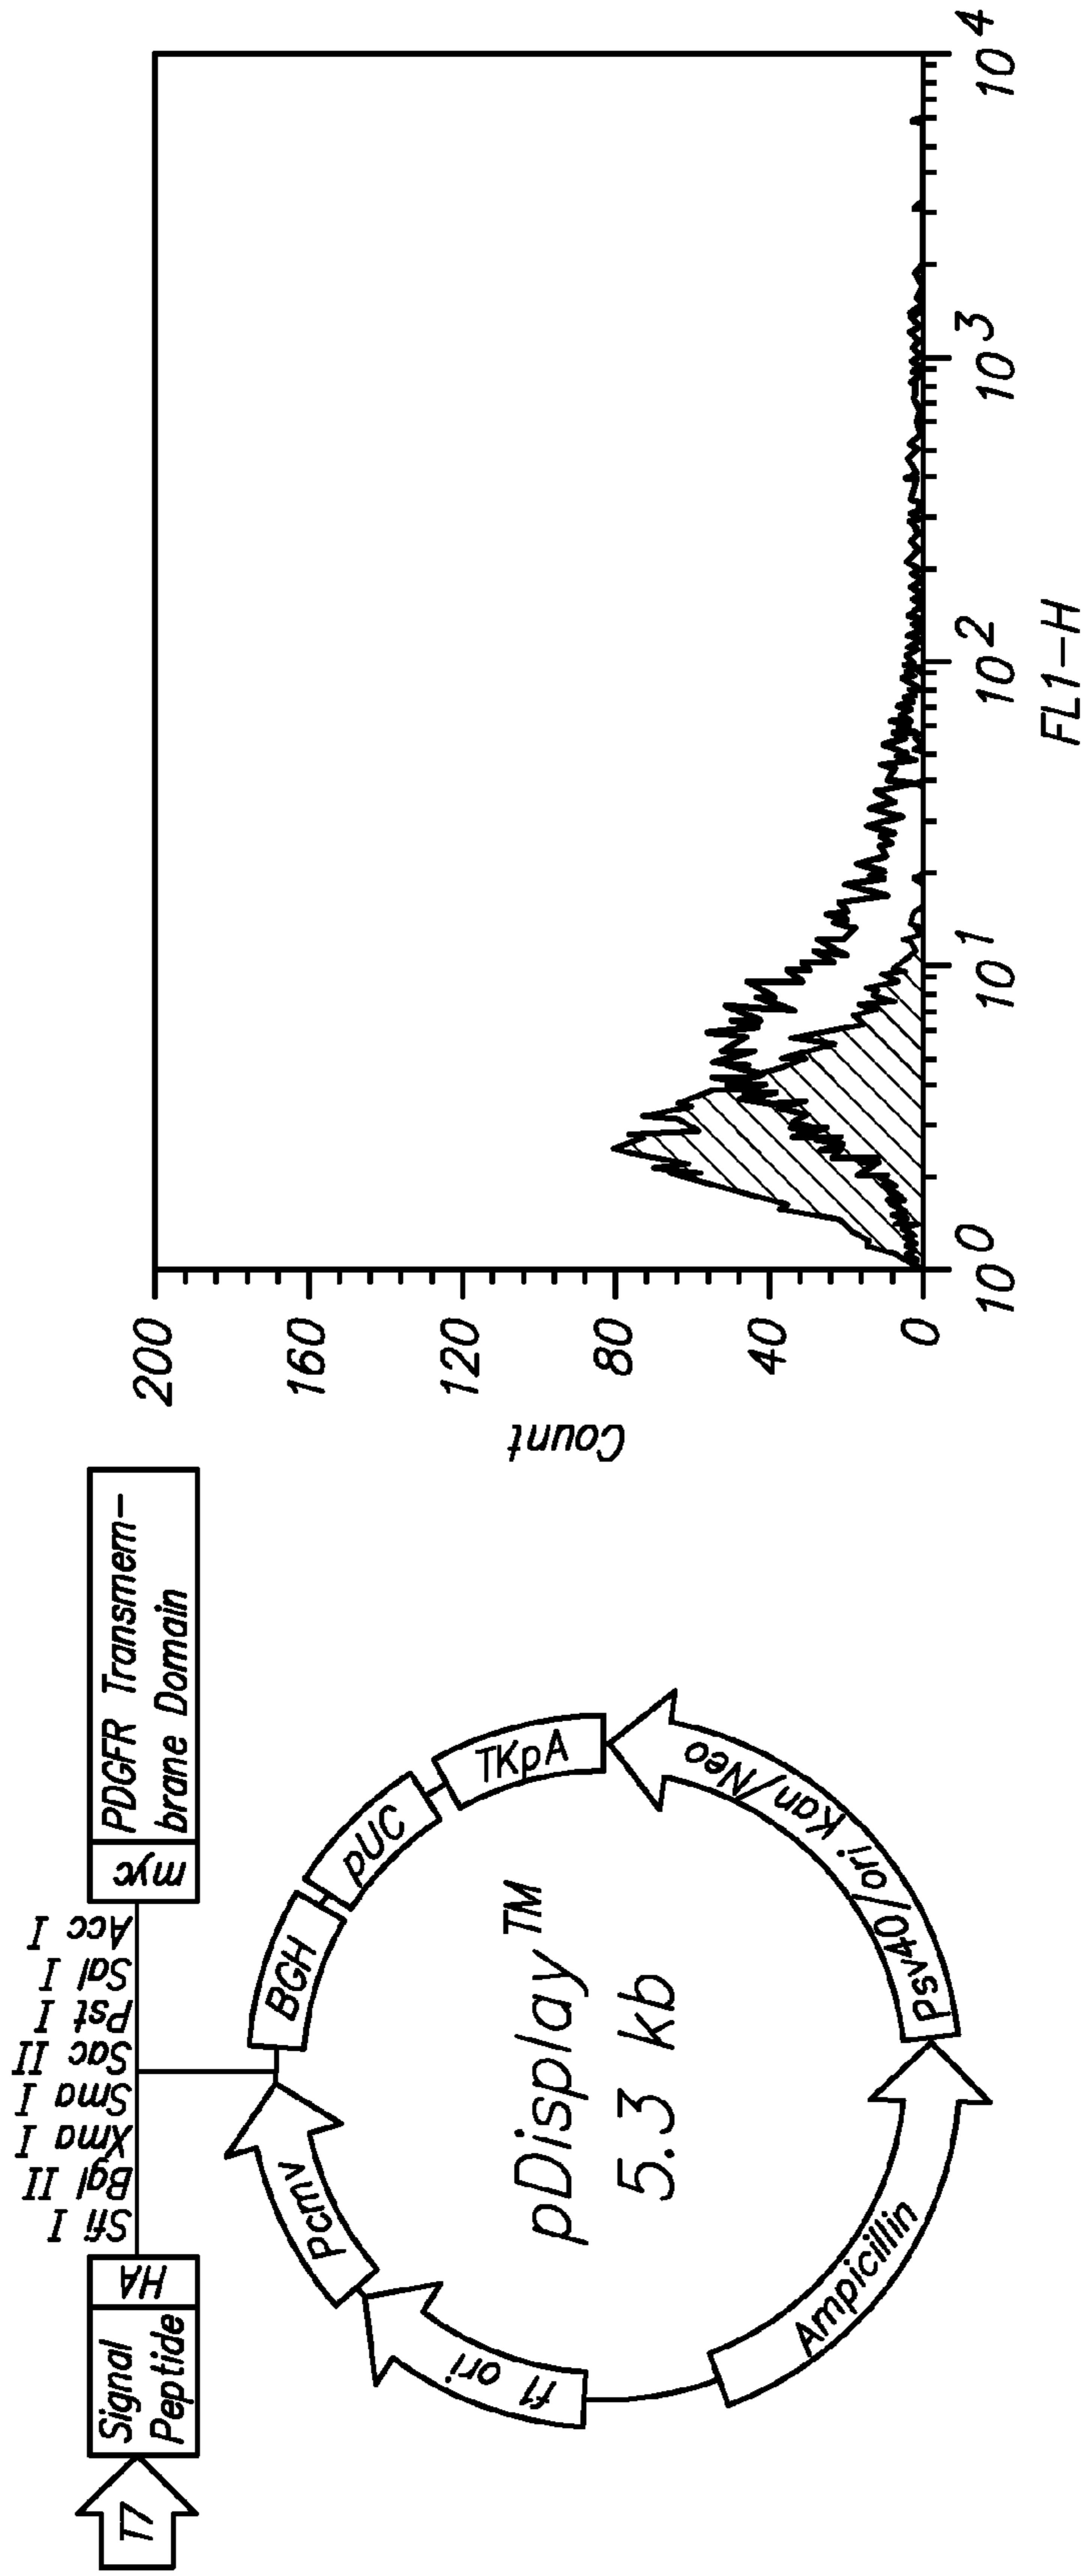 T7
Signal
Peptide
HA
Sfi I
Bgl II
Xma I
Sma I
Sac II
Pst I
Sal I
Acc I
myc
PDGFR Transmem-
brane Domain
f1 ori
Pcmv
BGH
pUC
TKpA
Psv40/ori Kan/Neo
Ampicillin
pDisplay™
5.3 kb
Count
200
160
120
80
40
0
10⁰
10¹
10²
10³
10⁴
FL1-H